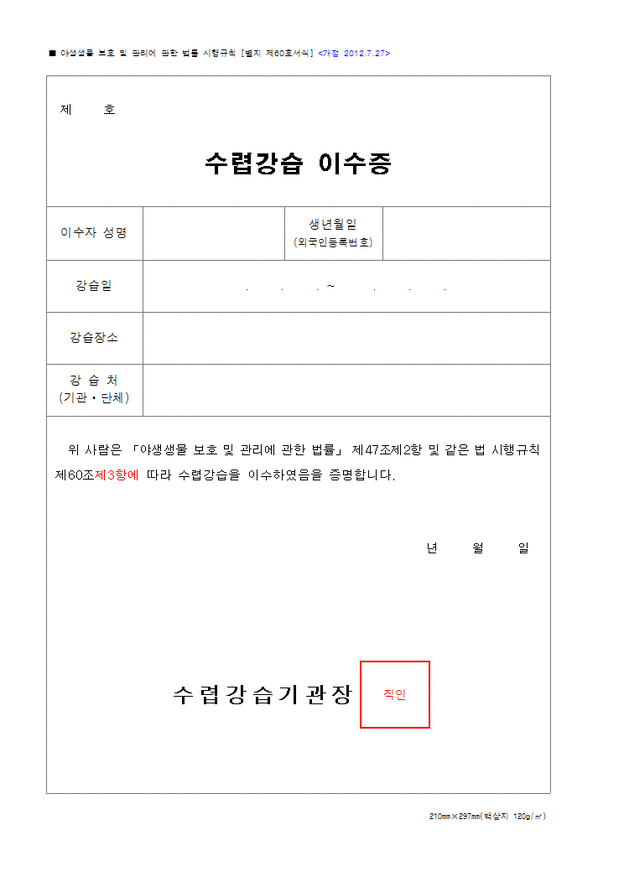 ■ 야생생물 보호 및 관리에 관한 법률 시행규칙 [별지 제60호서식] <개정 2012.7.27>
제 호
수렵강습 이수증
이수자 성명
생년월일
(외국인등록번호)
강습일
. . . ~ . . .
강습장소
강 습 처
(기관·단체)
위 사람은 「야생생물 보호 및 관리에 관한 법률」 제47조제2항 및 같은 법 시행규칙
제60조제3항에 따라 수렵강습을 이수하였음을 증명합니다.
년 월 일
수렵강습기관장
직인
210mm×297mm(백상지 120g/㎡)